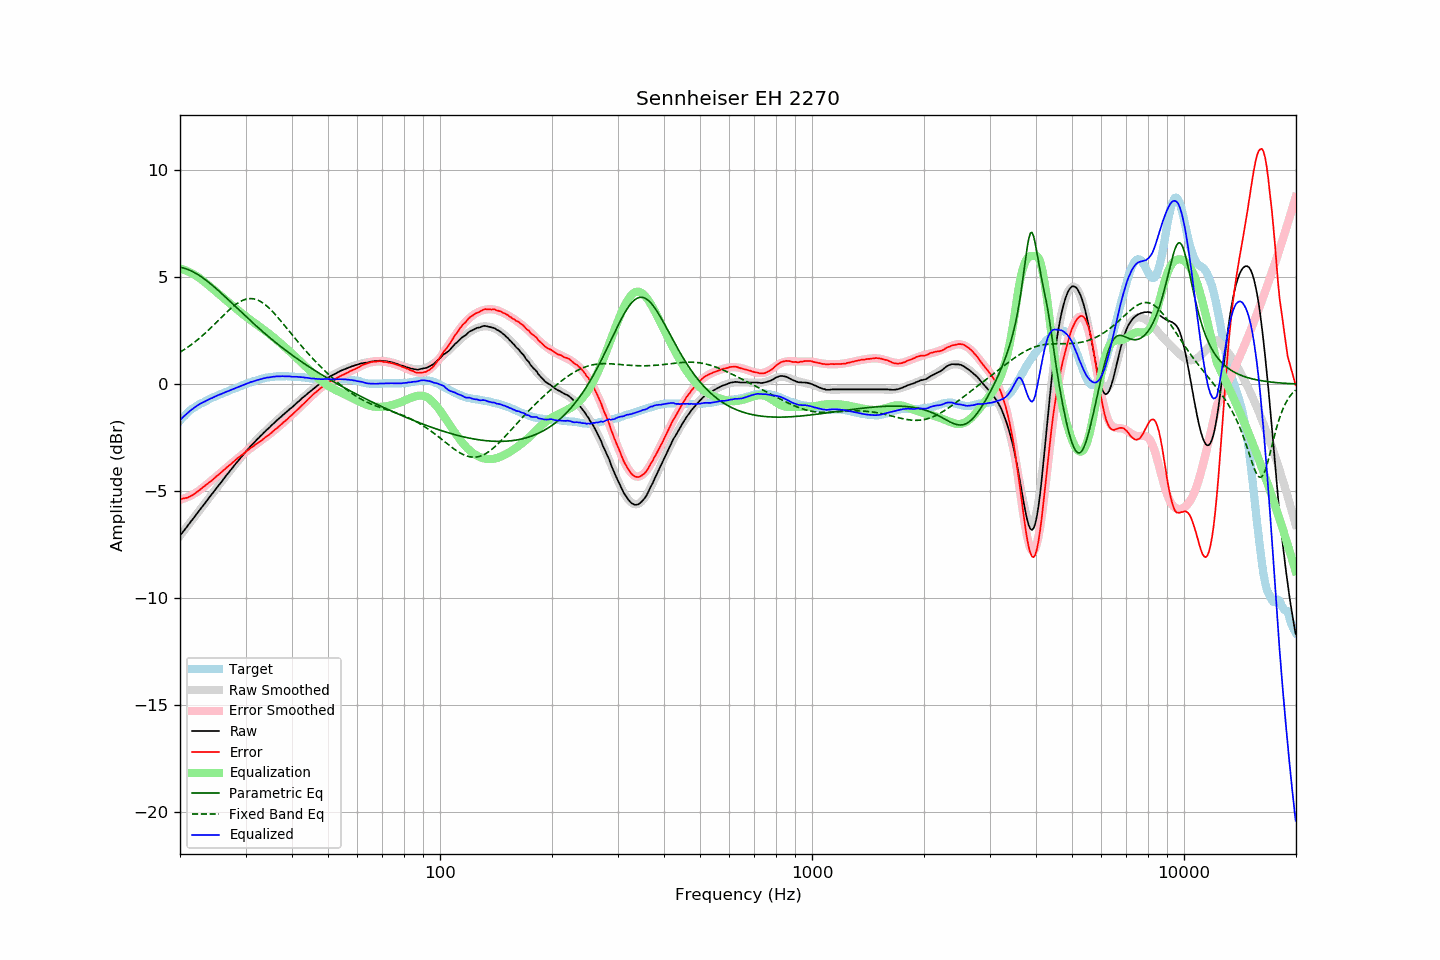 Sennheiser EH 2270
10
5
0
−5
−10
−15
−20
Amplitude (dBr)
Target
Raw Smoothed
Error Smoothed
Raw
Error
Equalization
Parametric Eq
Fixed Band Eq
Equalized
100
1000
10000
Frequency (Hz)